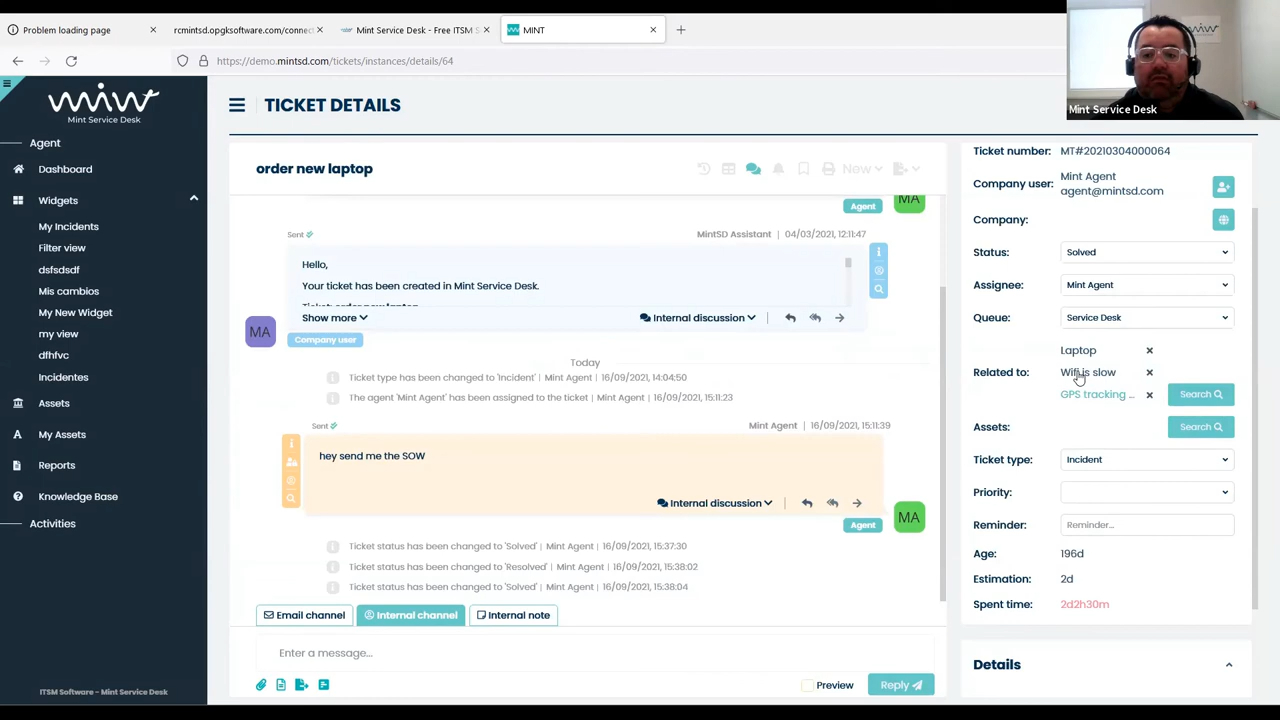 Problem loading page
rcmintsd.opgksoftware.com/connect
Mint Service Desk - Free ITSM S
MINT
https://demo.mintsd.com/tickets/instances/details/64
miw
Mint Service Desk
Mint Service Desk
Agent
Dashboard
Widgets
My Incidents
Filter view
dsfsdsdf
Mis cambios
My New Widget
my view
dfhfvc
Incidentes
Assets
My Assets
Reports
Knowledge Base
Activities
ITSM Software - Mint Service Desk
TICKET DETAILS
order new laptop
New
MA
Agent
Sent
MintSD Assistant | 04/03/2021, 12:11:47
Hello,
Your ticket has been created in Mint Service Desk.
Show more
Internal discussion
MA
Company user
Today
Ticket type has been changed to 'Incident' | Mint Agent | 16/09/2021, 14:04:50
The agent 'Mint Agent' has been assigned to the ticket | Mint Agent | 16/09/2021, 15:11:23
Sent
Mint Agent | 16/09/2021, 15:11:39
hey send me the SOW
Internal discussion
Agent
MA
Ticket status has been changed to 'Solved' | Mint Agent | 16/09/2021, 15:37:30
Ticket status has been changed to 'Resolved' | Mint Agent | 16/09/2021, 15:38:02
Ticket status has been changed to 'Solved' | Mint Agent | 16/09/2021, 15:38:04
Email channel
Internal channel
Internal note
Enter a message...
Preview
Reply
Ticket number: MT#20210304000064
Company user: Mint Agent
agent@mintsd.com
Company:
Status: Solved
Assignee: Mint Agent
Queue: Service Desk
Laptop
Related to: Wifi is slow
GPS tracking ...
Search
Assets: Search
Ticket type: Incident
Priority:
Reminder: Reminder...
Age: 196d
Estimation: 2d
Spent time: 2d2h30m
Details